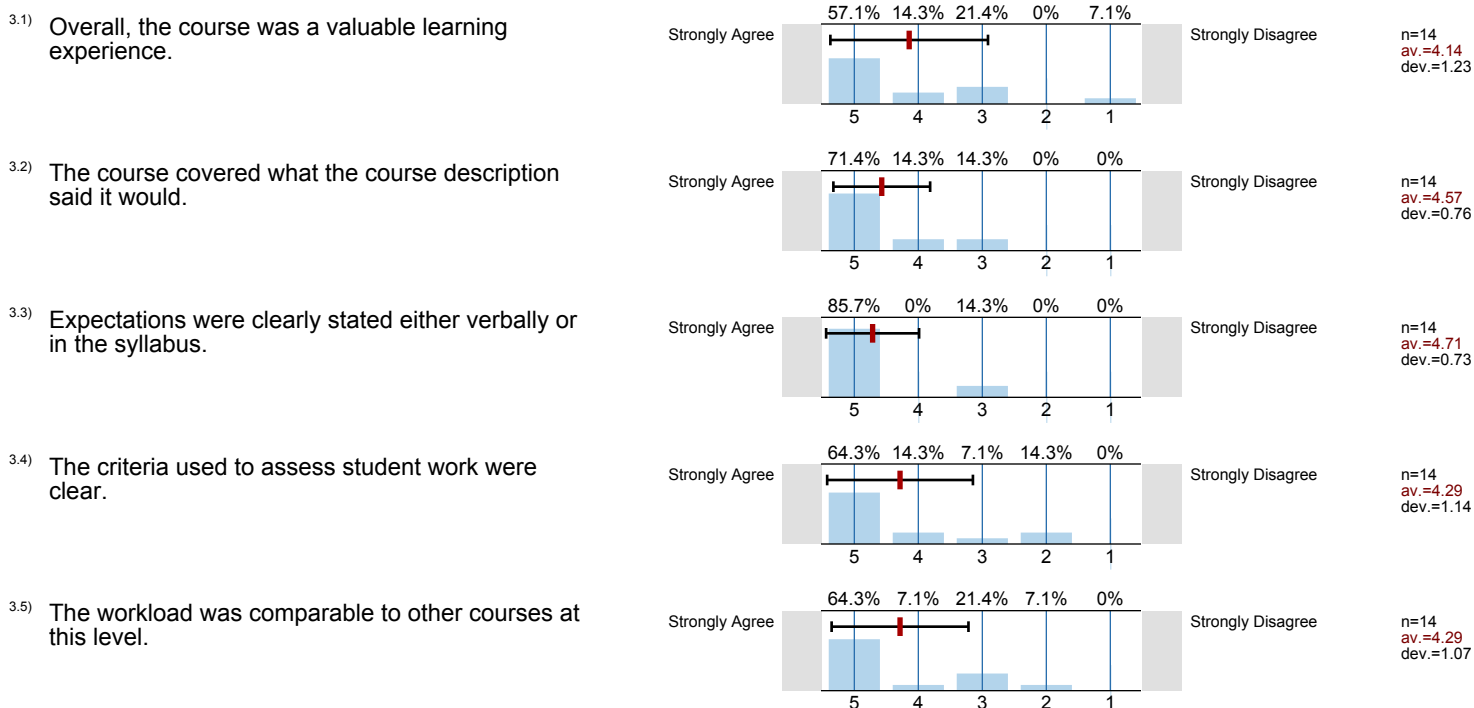 57.1% 14.3% 21.4% 0% 7.1%
3.1) Overall, the course was a valuable learning
experience.
Strongly Agree
Strongly Disagree
n=14
av.=4.14
dev.=1.23
5 4 3 2 1
71.4% 14.3% 14.3% 0% 0%
3.2) The course covered what the course description
said it would.
Strongly Agree
Strongly Disagree
n=14
av.=4.57
dev.=0.76
5 4 3 2 1
85.7% 0% 14.3% 0% 0%
3.3) Expectations were clearly stated either verbally or
in the syllabus.
Strongly Agree
Strongly Disagree
n=14
av.=4.71
dev.=0.73
5 4 3 2 1
64.3% 14.3% 7.1% 14.3% 0%
3.4) The criteria used to assess student work were
clear.
Strongly Agree
Strongly Disagree
n=14
av.=4.29
dev.=1.14
5 4 3 2 1
64.3% 7.1% 21.4% 7.1% 0%
3.5) The workload was comparable to other courses at
this level.
Strongly Agree
Strongly Disagree
n=14
av.=4.29
dev.=1.07
5 4 3 2 1